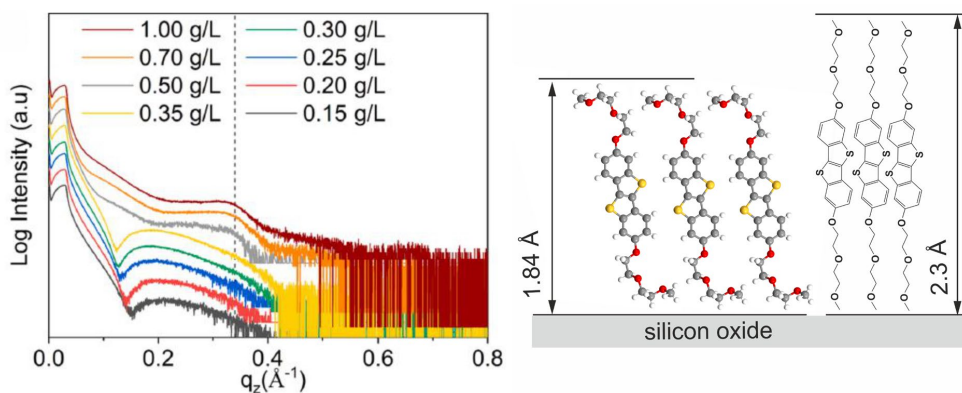 Log Intensity (a.u)
1.00 g/L
0.70 g/L
0.50 g/L
0.35 g/L
0.30 g/L
0.25 g/L
0.20 g/L
0.15 g/L
0.0 0.2 0.4 0.6 0.8
q_z(Å⁻¹)
1.84 Å
silicon oxide
2.3 Å
O O O
O O O
O O O
S S S
S S S
O O O
O O O
O O O